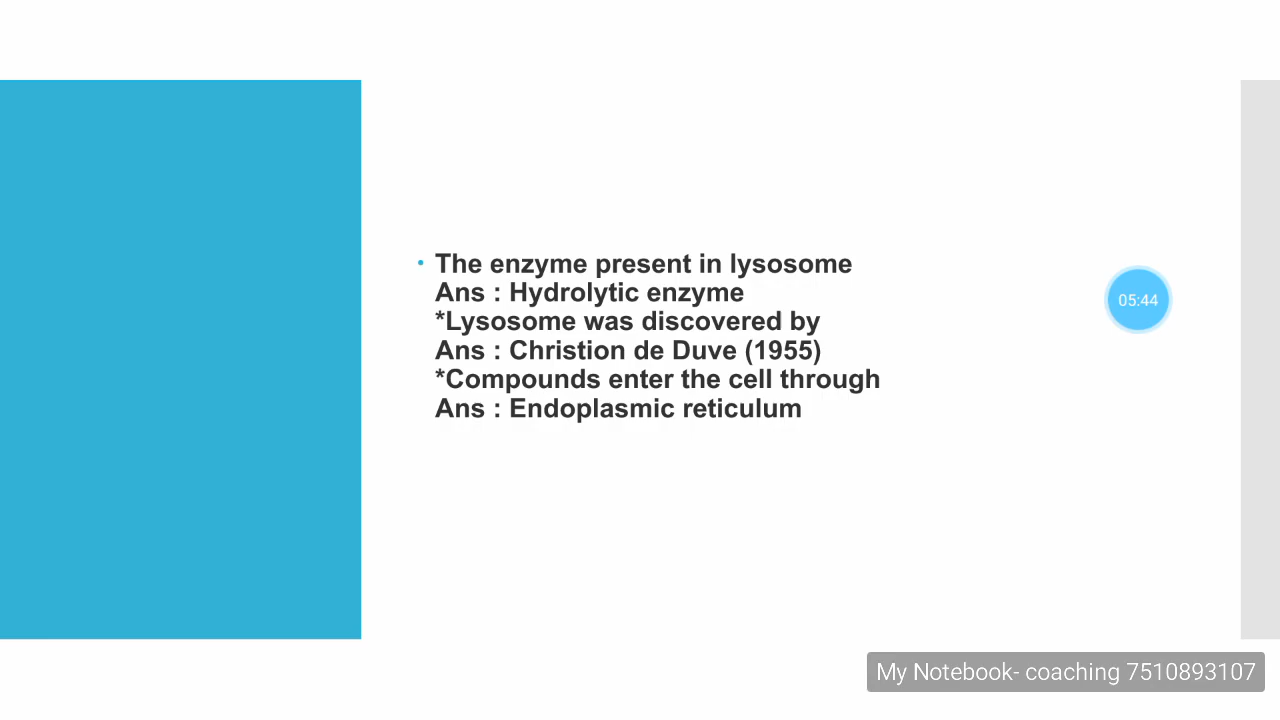 • The enzyme present in lysosome
Ans : Hydrolytic enzyme
*Lysosome was discovered by
Ans : Christion de Duve (1955)
*Compounds enter the cell through
Ans : Endoplasmic reticulum
05:44
My Notebook- coaching 7510893107